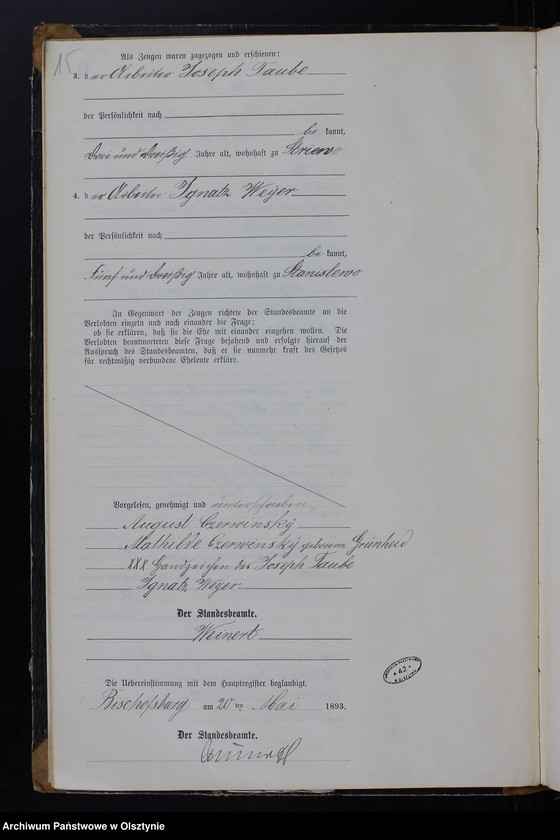 15
Als Zeugen waren zugezogen und erschienen:
3. der Arbeiter Joseph Taube
der Persönlichkeit nach
be kannt,
drei und dreißig Jahre alt, wohnhaft zu Striewo
4. der Arbeiter Ignatz Weyer
der Persönlichkeit nach
be kannt,
fünf und dreißig Jahre alt, wohnhaft zu Stanislewo
In Gegenwart der Zeugen richtete der Standesbeamte an die
Verlobten einzeln und nach einander die Frage:
ob sie erklären, daß sie die Ehe mit einander eingehen wollen. Die
Verlobten beantworteten diese Frage bejahend und erfolgte hierauf der
Ausspruch des Standesbeamten, daß er sie nunmehr kraft des Gesetzes
für rechtmäßig verbundene Eheleute erkläre.
Vorgelesen, genehmigt und unterschrieben:
August Czerwinsky
Mathilde Czerwinsky geborene Grünheid
XXX Handzeichen des Joseph Taube
Ignatz Weyer
Der Standesbeamte.
Weinert
Die Uebereinstimmung mit dem Hauptregister beglaubigt.
Bischofsburg am 20ten Mai 1893.
Der Standesbeamte.
42
Archiwum Państwowe w Olsztynie